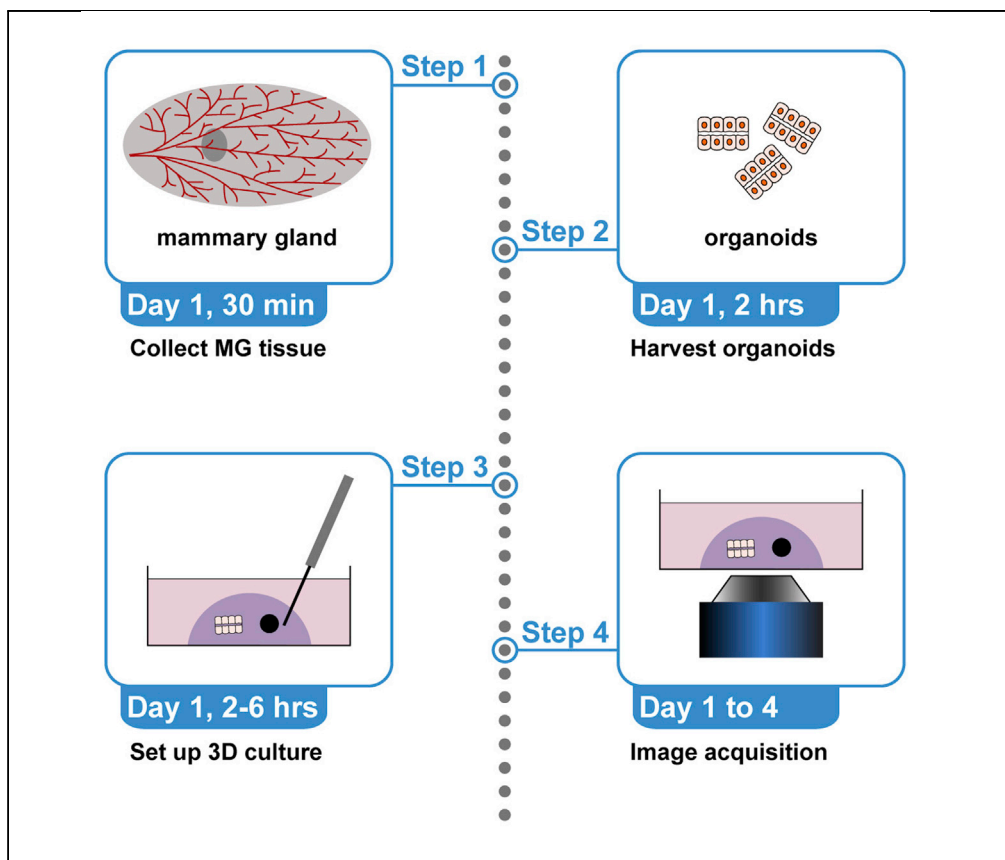 Step 1
mammary gland
Day 1, 30 min
Collect MG tissue
Step 2
organoids
Day 1, 2 hrs
Harvest organoids
Step 3
Day 1, 2-6 hrs
Set up 3D culture
Step 4
Day 1 to 4
Image acquisition